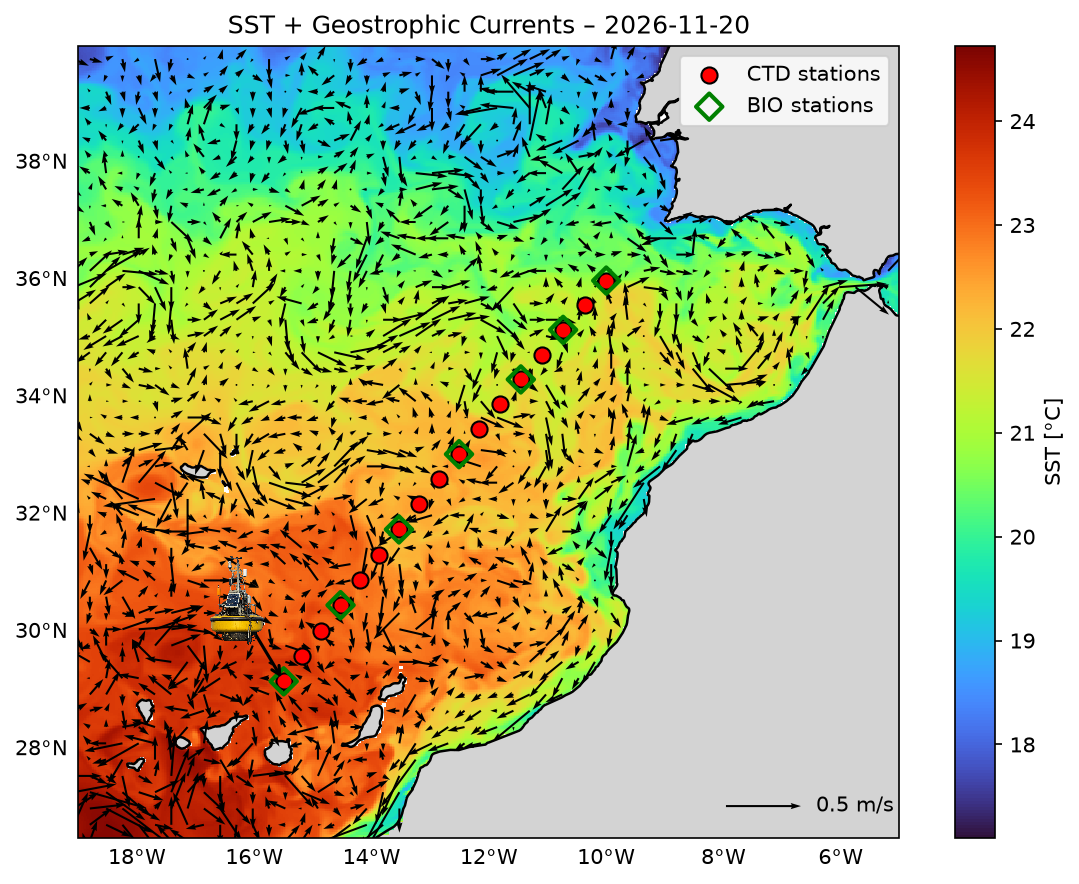 SST + Geostrophic Currents – 2026-11-20
CTD stations
BIO stations
38°N
36°N
34°N
32°N
30°N
28°N
18°W
16°W
14°W
12°W
10°W
8°W
6°W
0.5 m/s
24
23
22
21
20
19
18
SST [°C]